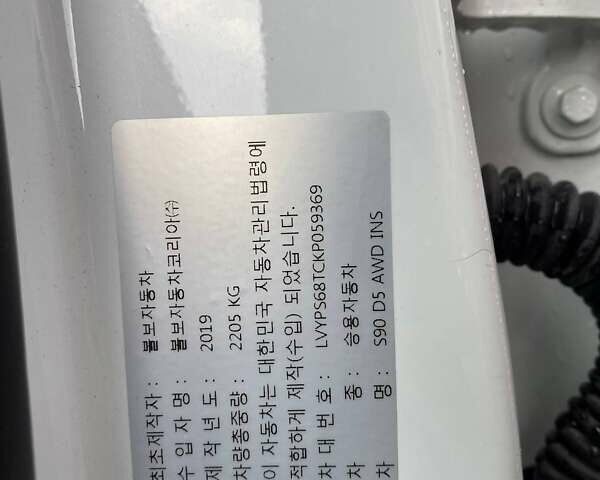 최초제작자 : 볼보자동차
수 입 자 명 : 볼보자동차코리아㈜
제 작 년 도 : 2019
차량총중량 : 2205 KG
이 자동차는 대한민국 자동차관리법령에
적합하게 제작(수입) 되었습니다.
차 대 번 호 : LVYPS68TCKP059369
차 종 : 승용자동차
차 명 : S90 D5 AWD INS